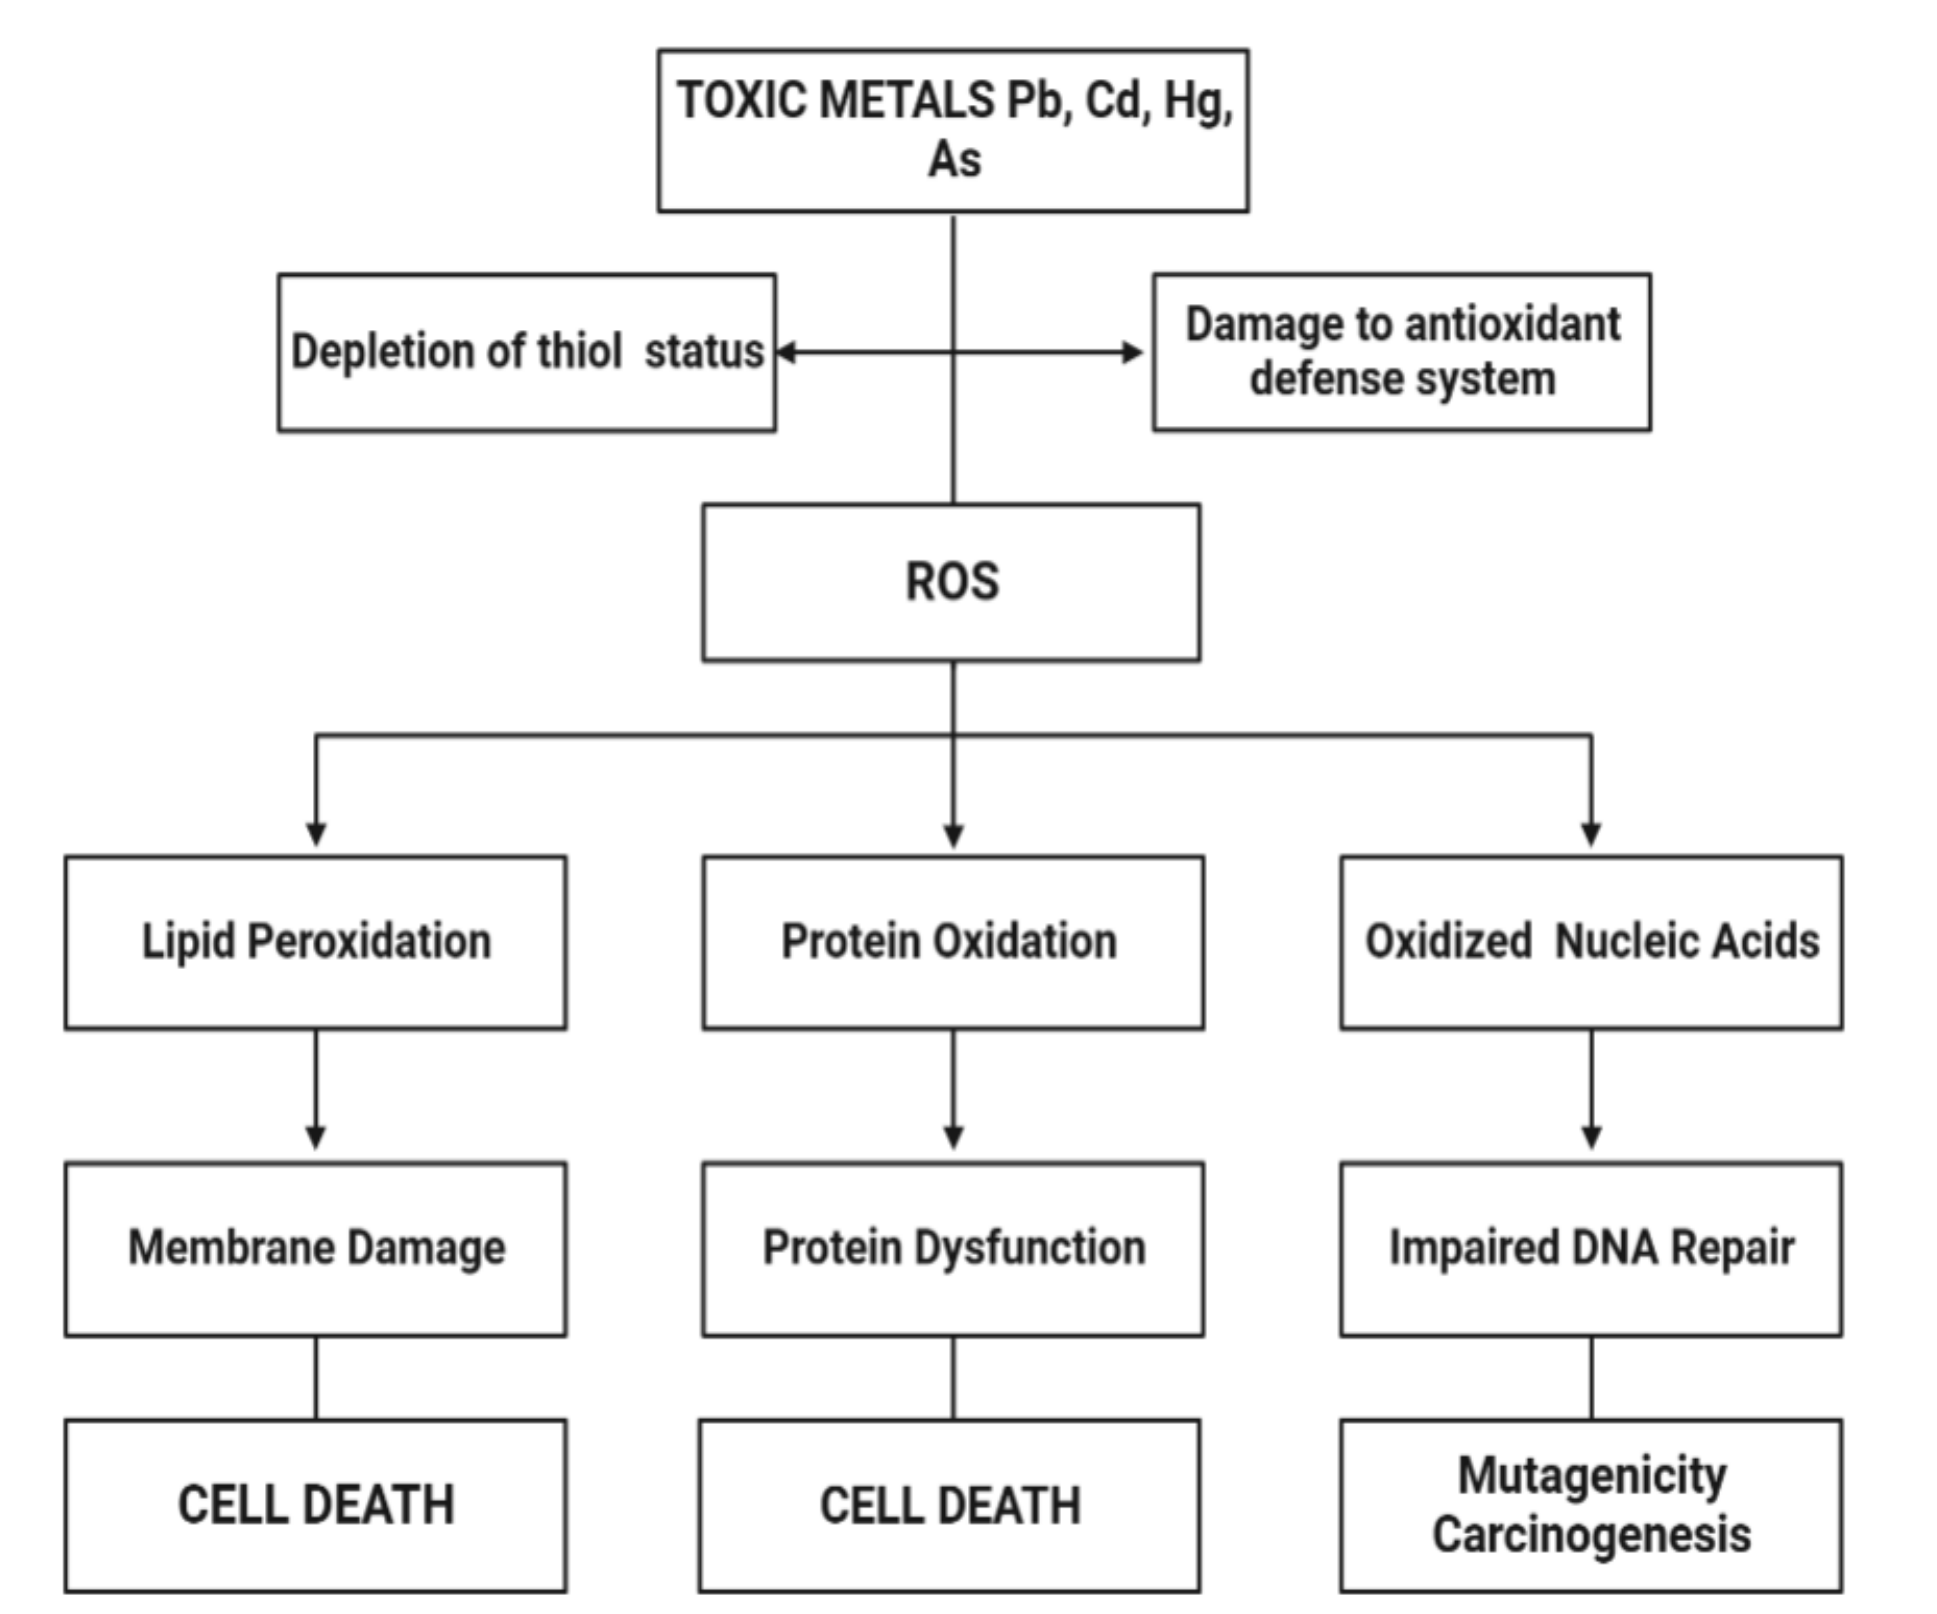 TOXIC METALS Pb, Cd, Hg,
As
Depletion of thiol  status
Damage to antioxidant
defense system
ROS
Lipid Peroxidation
Protein Oxidation
Oxidized  Nucleic Acids
Membrane Damage
Protein Dysfunction
Impaired DNA Repair
CELL DEATH
CELL DEATH
Mutagenicity
Carcinogenesis